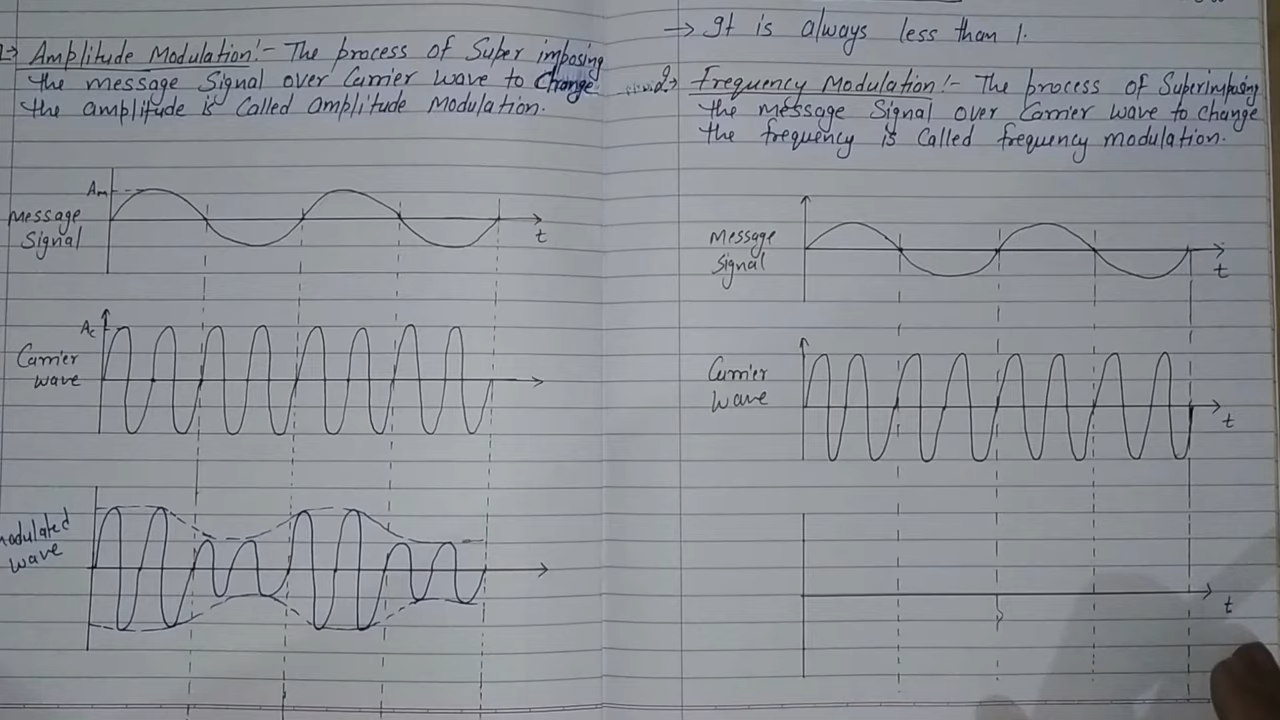 Amplitude Modulation!- The process of Super imposing
the message Signal over Carrier wave to Change
the amplitude is Called amplitude modulation.
Am
message
Signal
t
Ac
Carrier
wave
modulated
wave
→ It is always less than 1.
2→ Frequency Modulation!- The process of Superimposing
the message Signal over Carrier wave to change
the frequency is Called frequency modulation.
message
Signal
t
Carrier
wave
t
t